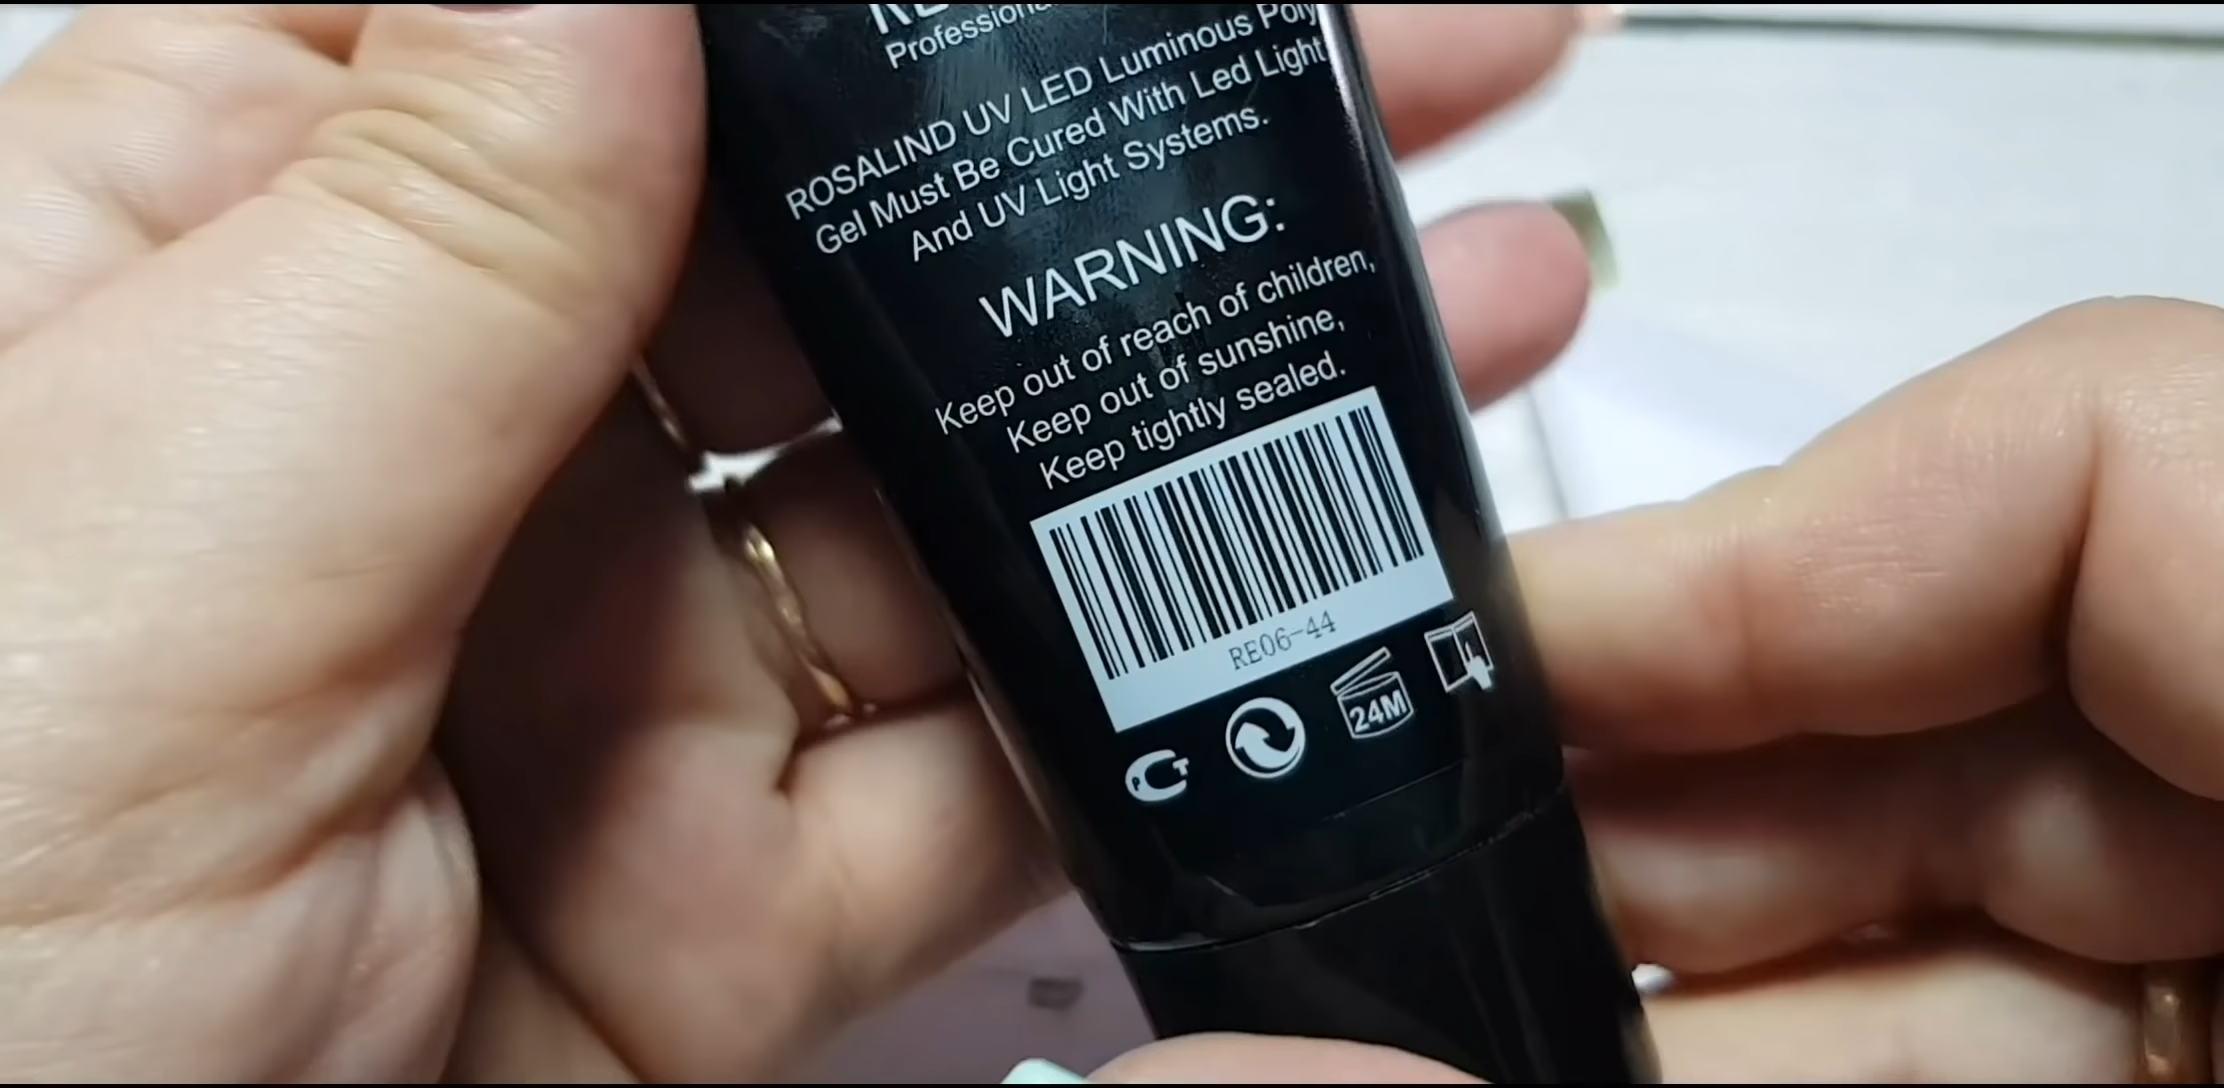 Professional
ROSALIND UV LED Luminous Poly
Gel Must Be Cured With Led Light
And UV Light Systems.
WARNING:
Keep out of reach of children,
Keep out of sunshine,
Keep tightly sealed.
RE06-44
PCT
24M